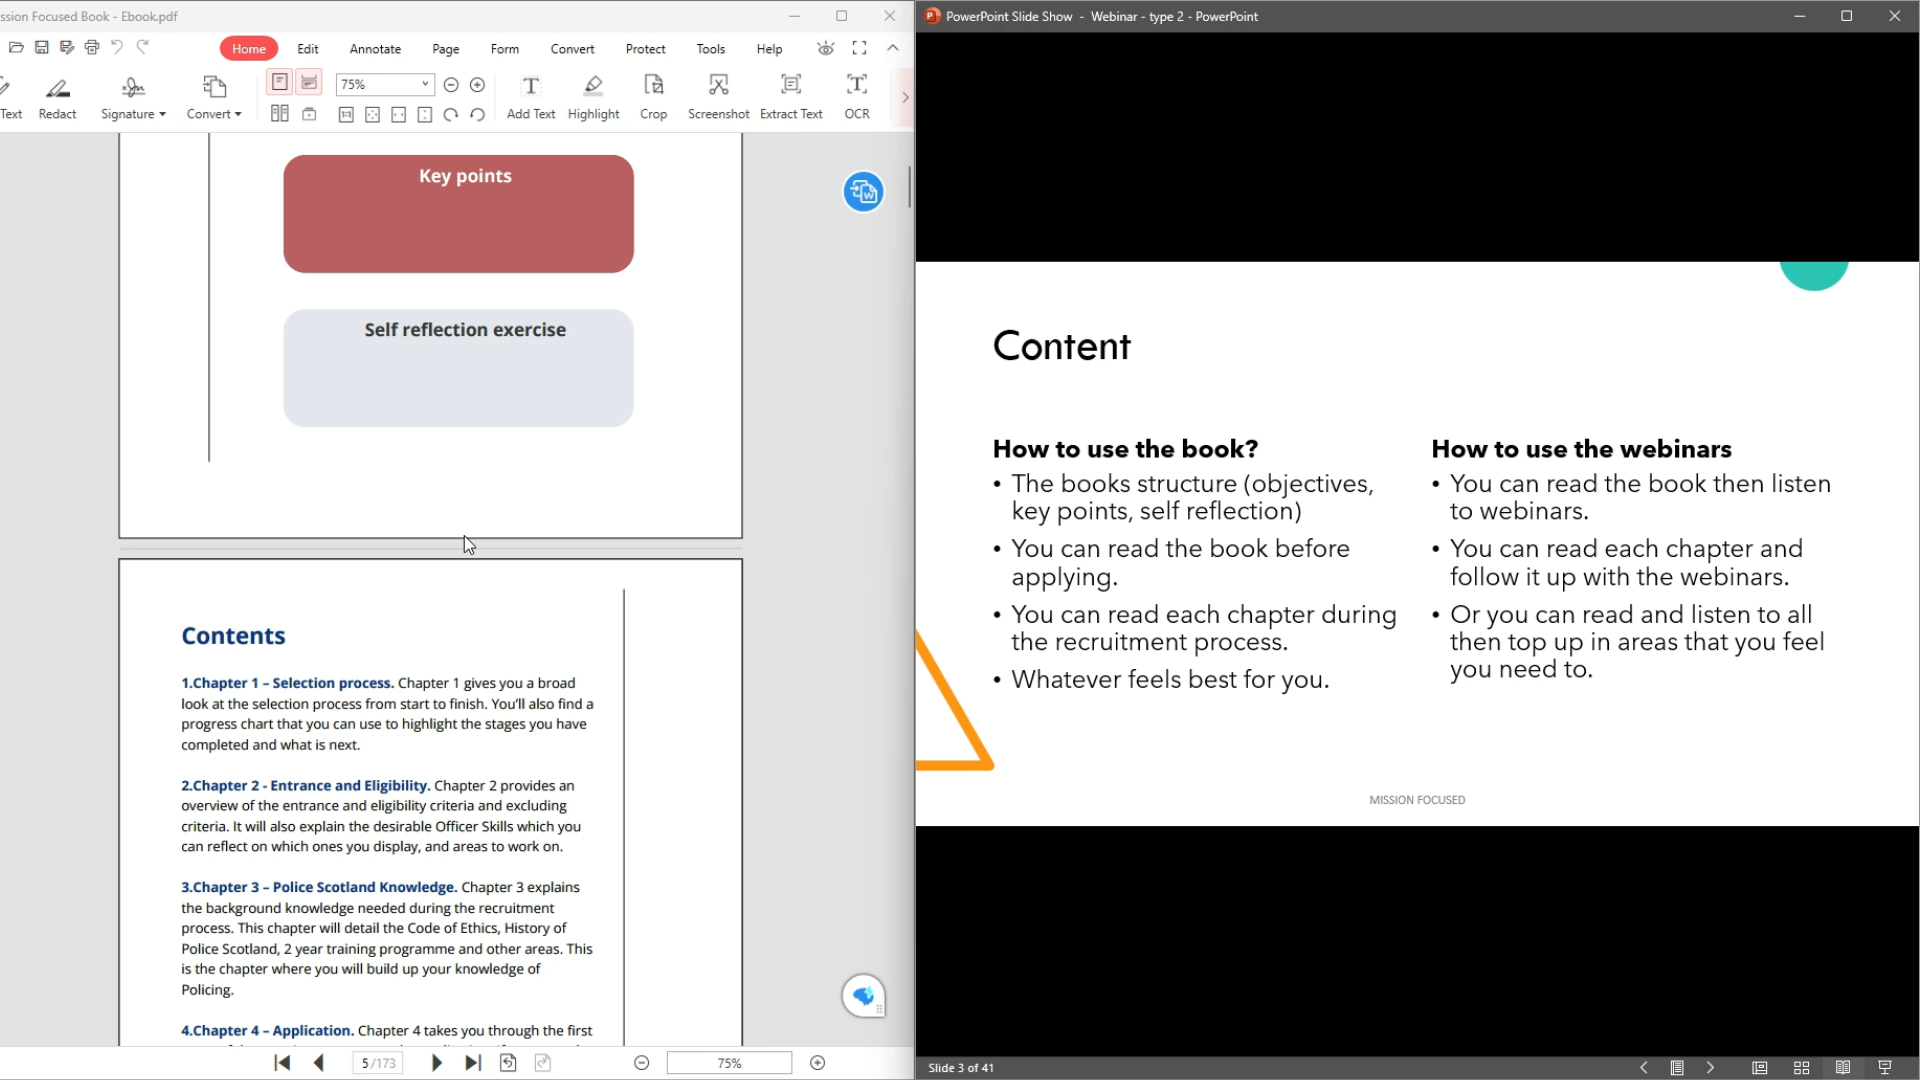 ssion Focused Book - Ebook.pdf
Home Edit Annotate Page Form Convert Protect Tools Help
75%
Text Redact Signature Convert Add Text Highlight Crop Screenshot Extract Text OCR
Key points
Self reflection exercise
Contents
1.Chapter 1 – Selection process. Chapter 1 gives you a broad
look at the selection process from start to finish. You'll also find a
progress chart that you can use to highlight the stages you have
completed and what is next.
2.Chapter 2 - Entrance and Eligibility. Chapter 2 provides an
overview of the entrance and eligibility criteria and excluding
criteria. It will also explain the desirable Officer Skills which you
can reflect on which ones you display, and areas to work on.
3.Chapter 3 – Police Scotland Knowledge. Chapter 3 explains
the background knowledge needed during the recruitment
process. This chapter will detail the Code of Ethics, History of
Police Scotland, 2 year training programme and other areas. This
is the chapter where you will build up your knowledge of
Policing.
4.Chapter 4 – Application. Chapter 4 takes you through the first
5 /173
75%
PowerPoint Slide Show - Webinar - type 2 - PowerPoint
Content
How to use the book?
• The books structure (objectives,
key points, self reflection)
• You can read the book before
applying.
• You can read each chapter during
the recruitment process.
• Whatever feels best for you.
How to use the webinars
• You can read the book then listen
to webinars.
• You can read each chapter and
follow it up with the webinars.
• Or you can read and listen to all
then top up in areas that you feel
you need to.
MISSION FOCUSED
Slide 3 of 41